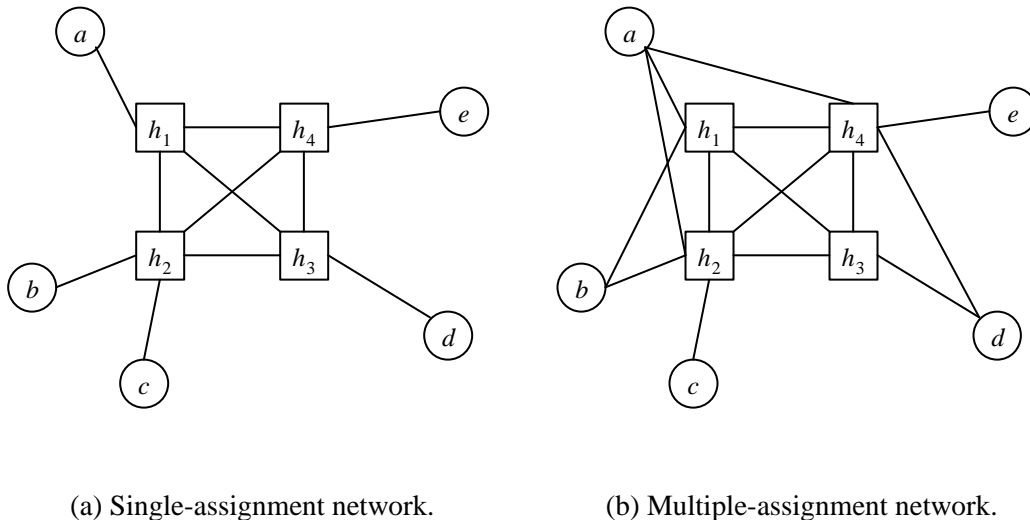 a
a
e
e
h₁
h₄
h₁
h₄
h₂
h₃
h₂
h₃
b
b
d
d
c
c
(a) Single-assignment network.
(b) Multiple-assignment network.